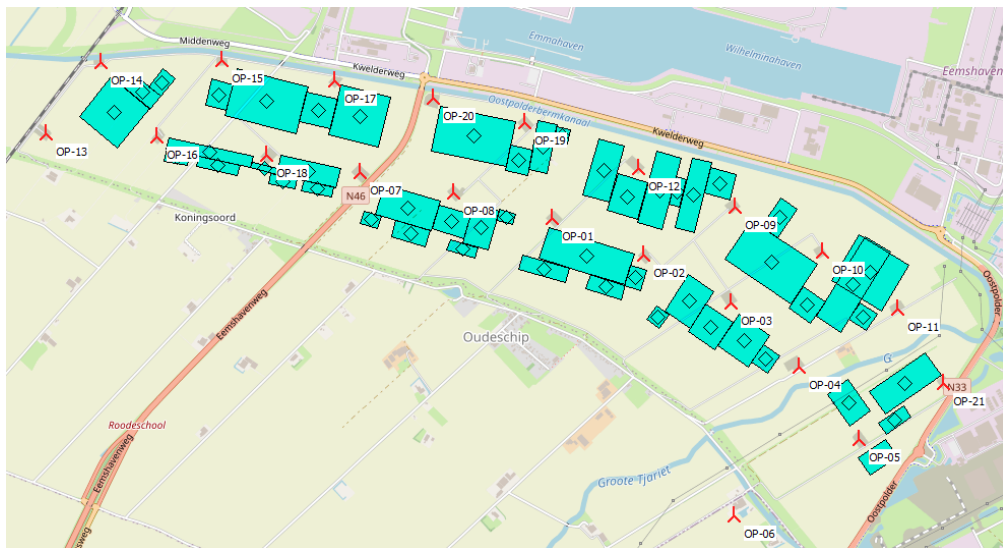 Middenweg
Kwelderweg
Emmahaven
Wilhelminahaven
Eemshaven
OP-14
OP-15
OP-17
Oostpolderbermkanaal
OP-20
Kwelderweg
OP-19
OP-13
OP-16
OP-18
OP-12
N46
OP-07
OP-08
Koningsoord
OP-09
OP-01
OP-02
OP-10
Oostpolder
Eemshavenweg
OP-03
OP-11
Oudeschip
G
OP-04
N33
OP-21
Roodeschool
Eemshavenweg
OP-05
Groote Tjariet
Oostpolder
OP-06
sweg